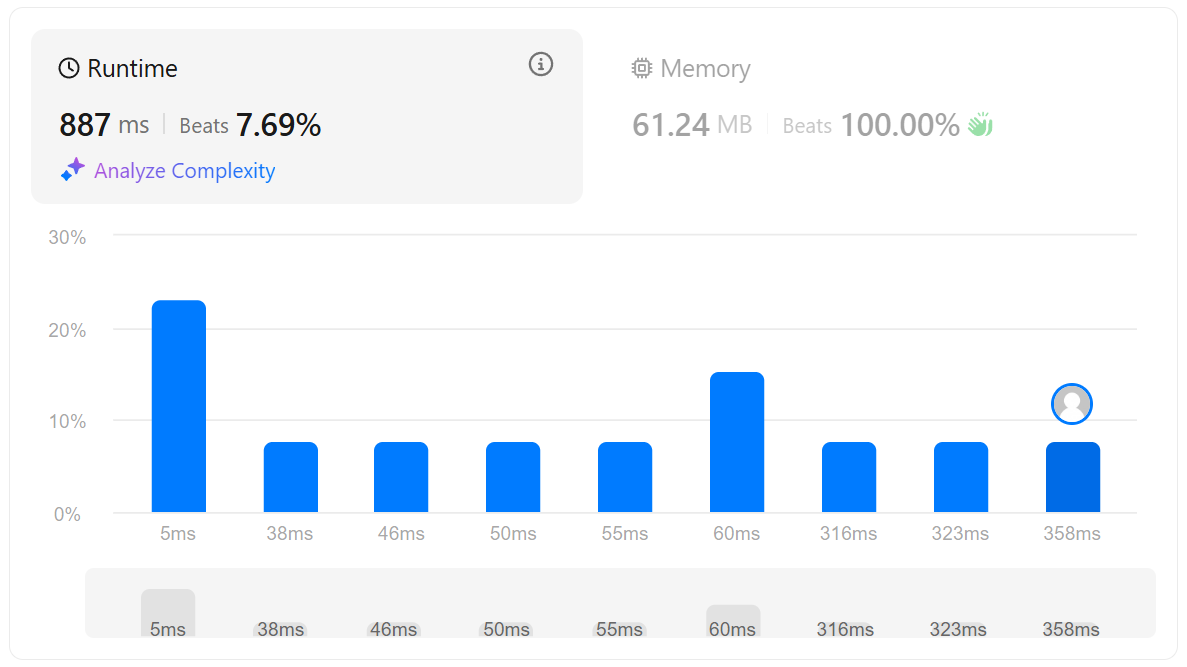 Runtime
887 ms Beats 7.69%
Analyze Complexity
Memory
61.24 MB Beats 100.00%
30%
20%
10%
0%
5ms 38ms 46ms 50ms 55ms 60ms 316ms 323ms 358ms
5ms 38ms 46ms 50ms 55ms 60ms 316ms 323ms 358ms